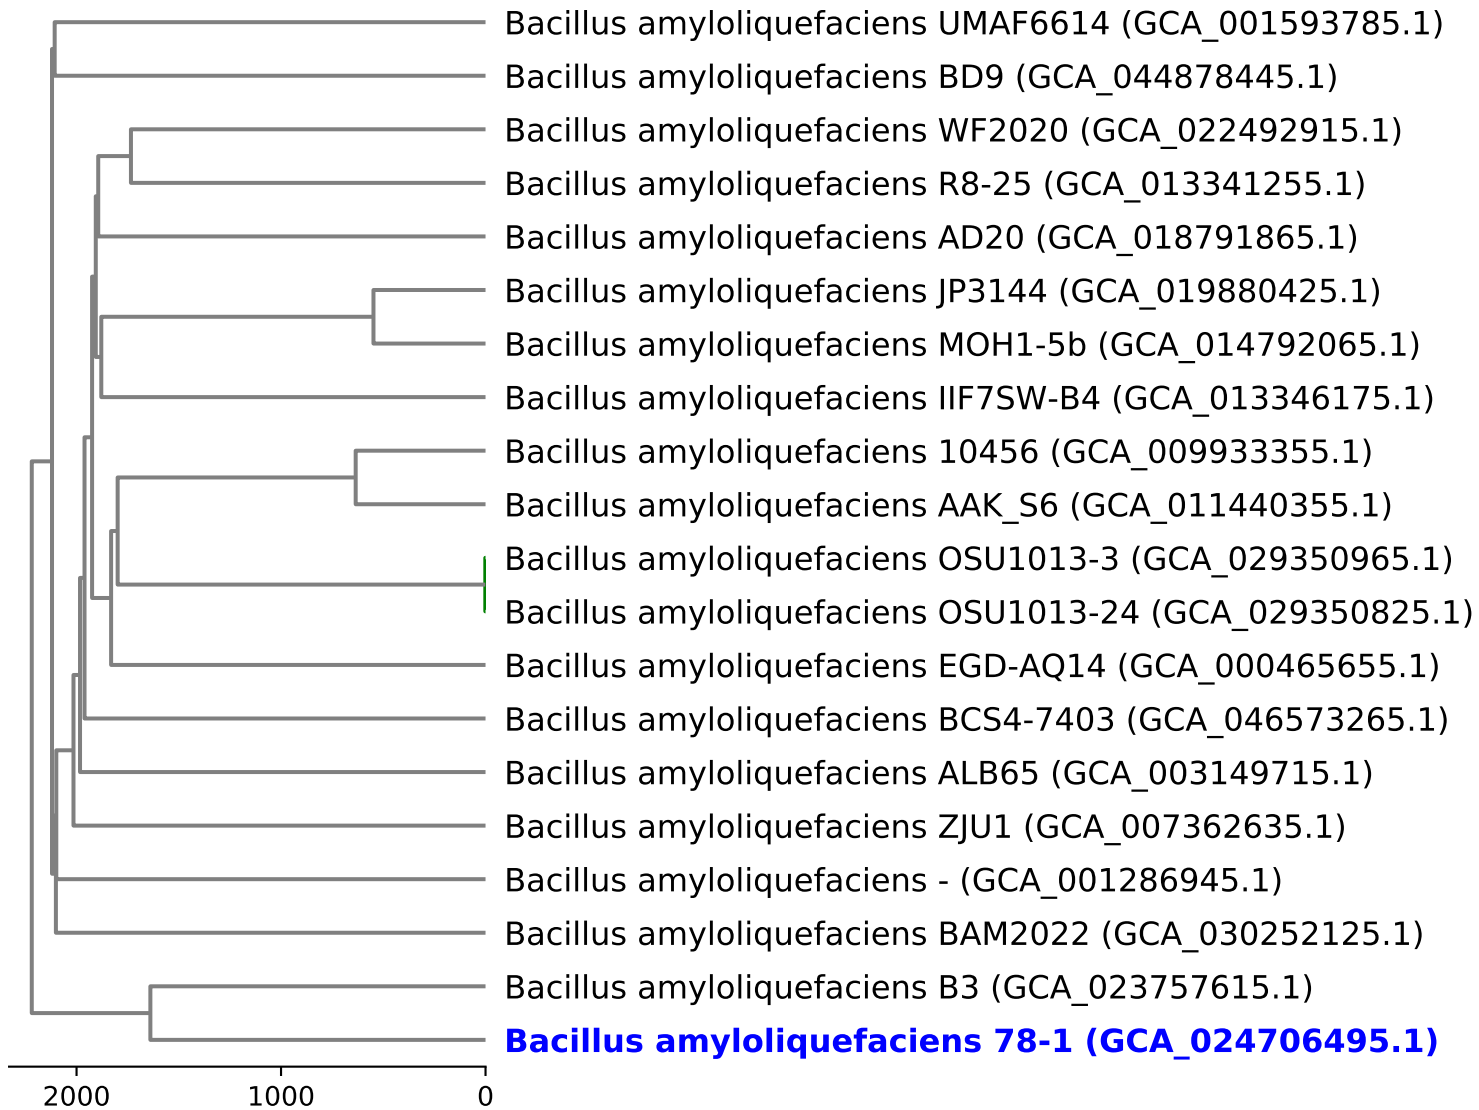 Bacillus amyloliquefaciens UMAF6614 (GCA_001593785.1)
Bacillus amyloliquefaciens BD9 (GCA_044878445.1)
Bacillus amyloliquefaciens WF2020 (GCA_022492915.1)
Bacillus amyloliquefaciens R8-25 (GCA_013341255.1)
Bacillus amyloliquefaciens AD20 (GCA_018791865.1)
Bacillus amyloliquefaciens JP3144 (GCA_019880425.1)
Bacillus amyloliquefaciens MOH1-5b (GCA_014792065.1)
Bacillus amyloliquefaciens IIF7SW-B4 (GCA_013346175.1)
Bacillus amyloliquefaciens 10456 (GCA_009933355.1)
Bacillus amyloliquefaciens AAK_S6 (GCA_011440355.1)
Bacillus amyloliquefaciens OSU1013-3 (GCA_029350965.1)
Bacillus amyloliquefaciens OSU1013-24 (GCA_029350825.1)
Bacillus amyloliquefaciens EGD-AQ14 (GCA_000465655.1)
Bacillus amyloliquefaciens BCS4-7403 (GCA_046573265.1)
Bacillus amyloliquefaciens ALB65 (GCA_003149715.1)
Bacillus amyloliquefaciens ZJU1 (GCA_007362635.1)
Bacillus amyloliquefaciens - (GCA_001286945.1)
Bacillus amyloliquefaciens BAM2022 (GCA_030252125.1)
Bacillus amyloliquefaciens B3 (GCA_023757615.1)
Bacillus amyloliquefaciens 78-1 (GCA_024706495.1)
2000 1000 0